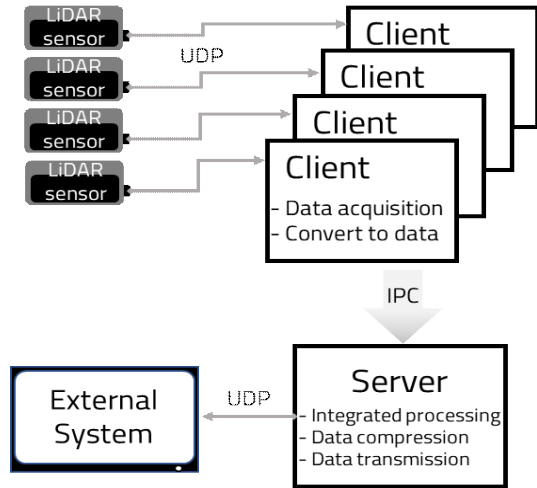 LiDAR
sensor
LiDAR
sensor
LiDAR
sensor
LiDAR
sensor
UDP
Client
Client
Client
Client
- Data acquisition
- Convert to data
IPC
External
System
UDP
Server
- Integrated processing
- Data compression
- Data transmission